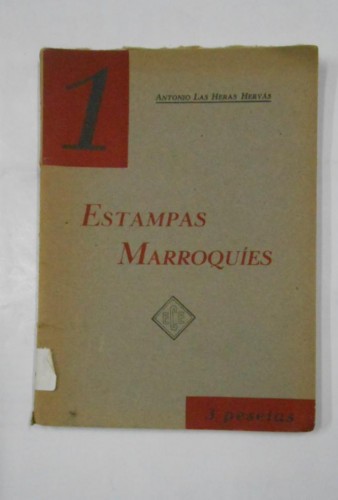 1
ANTONIO LAS HERAS HERVÁS
ESTAMPAS
MARROQUÍES
3, pesetas